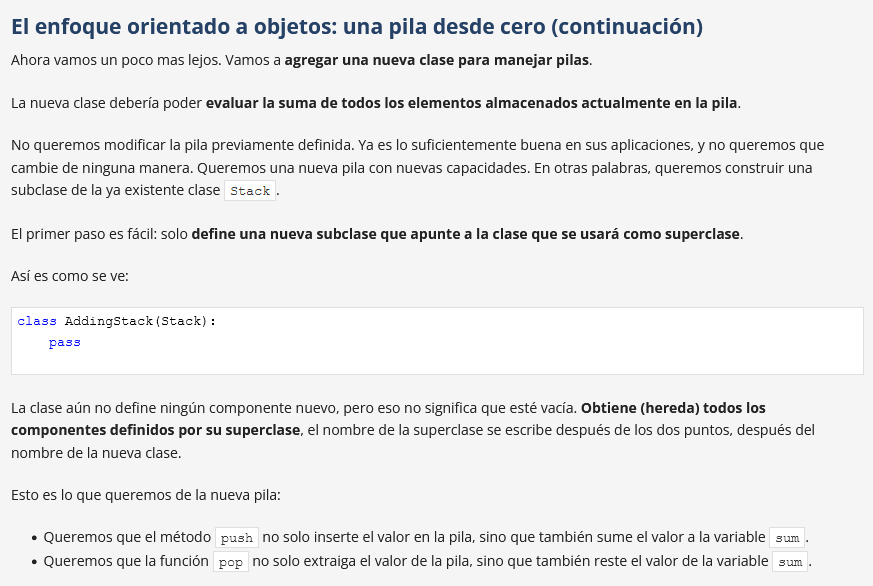 El enfoque orientado a objetos: una pila desde cero (continuación)
Ahora vamos un poco mas lejos. Vamos a agregar una nueva clase para manejar pilas.
La nueva clase debería poder evaluar la suma de todos los elementos almacenados actualmente en la pila.
No queremos modificar la pila previamente definida. Ya es lo suficientemente buena en sus aplicaciones, y no queremos que
cambie de ninguna manera. Queremos una nueva pila con nuevas capacidades. En otras palabras, queremos construir una
subclase de la ya existente clase Stack.
El primer paso es fácil: solo define una nueva subclase que apunte a la clase que se usará como superclase.
Así es como se ve:
class AddingStack(Stack):
    pass
La clase aún no define ningún componente nuevo, pero eso no significa que esté vacía. Obtiene (hereda) todos los
componentes definidos por su superclase, el nombre de la superclase se escribe después de los dos puntos, después del
nombre de la nueva clase.
Esto es lo que queremos de la nueva pila:
• Queremos que el método push no solo inserte el valor en la pila, sino que también sume el valor a la variable sum.
• Queremos que la función pop no solo extraiga el valor de la pila, sino que también reste el valor de la variable sum.